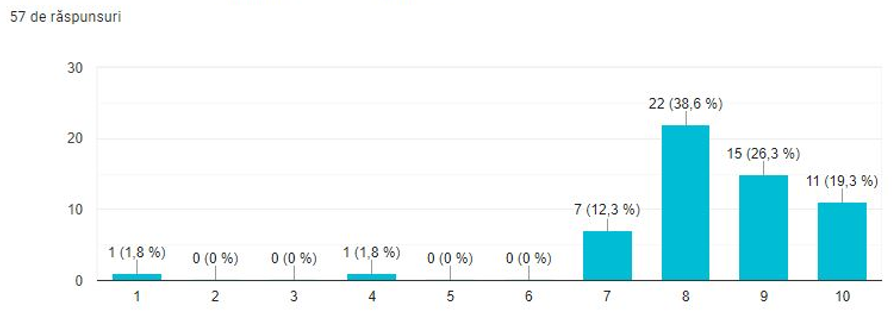 57 de răspunsuri
30
20
10
0
1 (1,8 %)
0 (0 %)
0 (0 %)
1 (1,8 %)
0 (0 %)
0 (0 %)
7 (12,3 %)
22 (38,6 %)
15 (26,3 %)
11 (19,3 %)
1 2 3 4 5 6 7 8 9 10